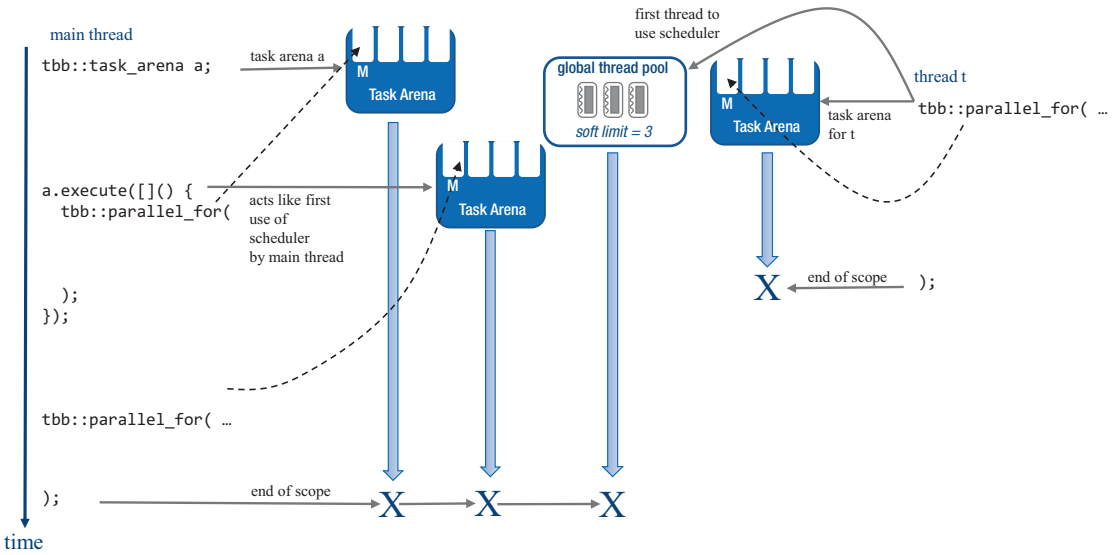 main thread
tbb::task_arena a;
task arena a
M
Task Arena
first thread to
use scheduler
global thread pool
soft limit = 3
M
Task Arena
thread t
tbb::parallel_for( …
task arena
for t
a.execute([]() {
tbb::parallel_for(
acts like first
use of
scheduler
by main thread
M
Task Arena
);
});
X
end of scope
);
tbb::parallel_for( …
);
end of scope
X
X
X
time